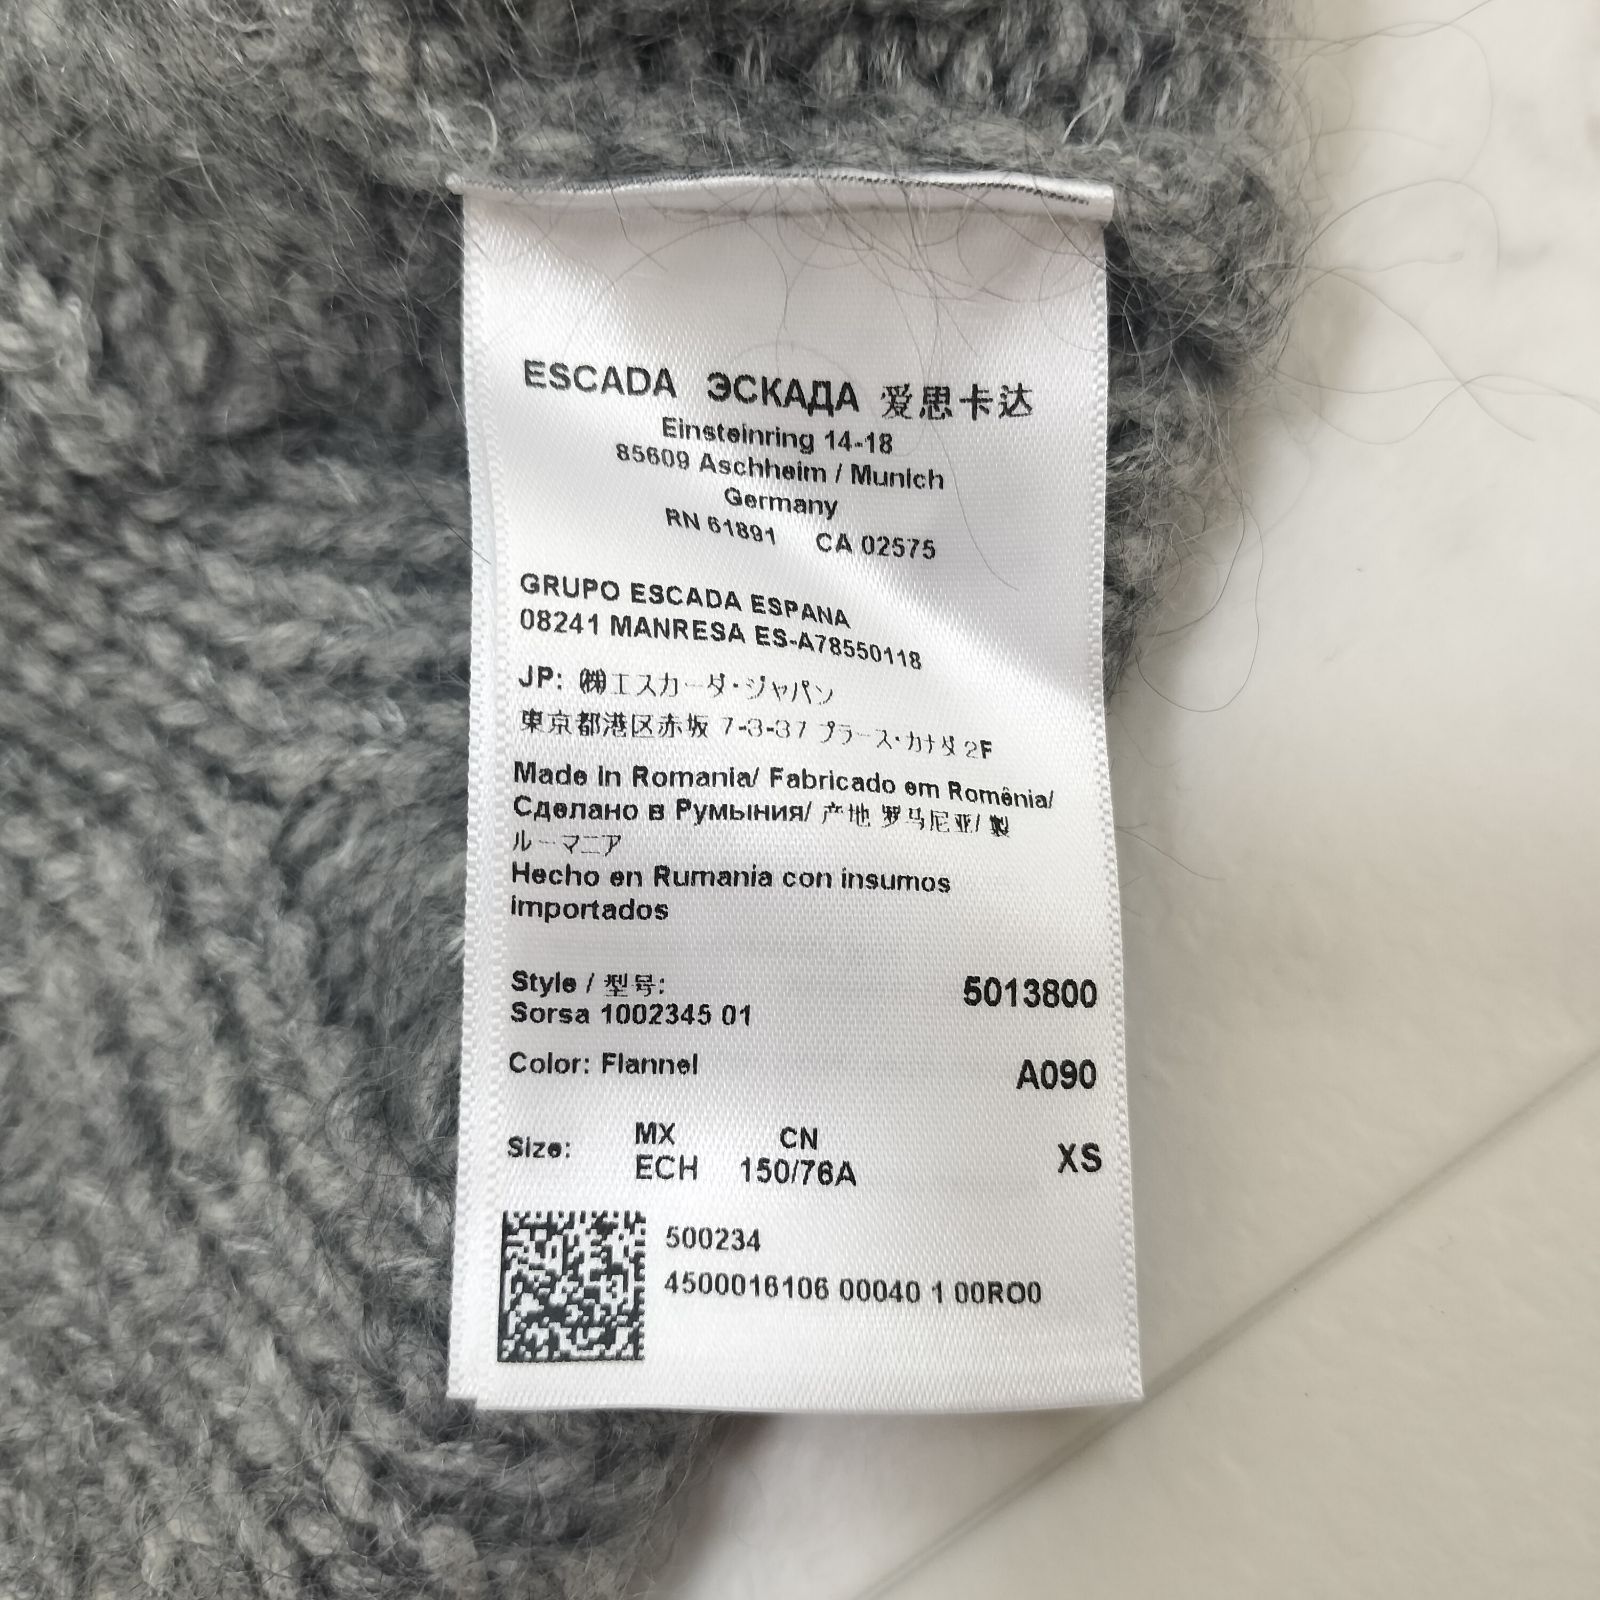 ESCADA ЭСКАДА 爱思卡达
Einsteinring 14-18
85609 Aschheim / Munich
Germany
RN 61891 CA 02575
GRUPO ESCADA ESPANA
08241 MANRESA ES-A78550118
JP: ㈱エスカーダ・ジャパン
東京都港区赤坂 7-3-37 プラース・カナダ 2F
Made in Romania/ Fabricado em Romênia/
Сделано в Румыния/ 产地 罗马尼亚/ 製
ルーマニア
Hecho en Rumania con insumos
importados
Style / 型号: 5013800
Sorsa 1002345 01
Color: Flannel A090
MX CN
Size: ECH 150/76A XS
500234
4500016106 00040 1 00RO0